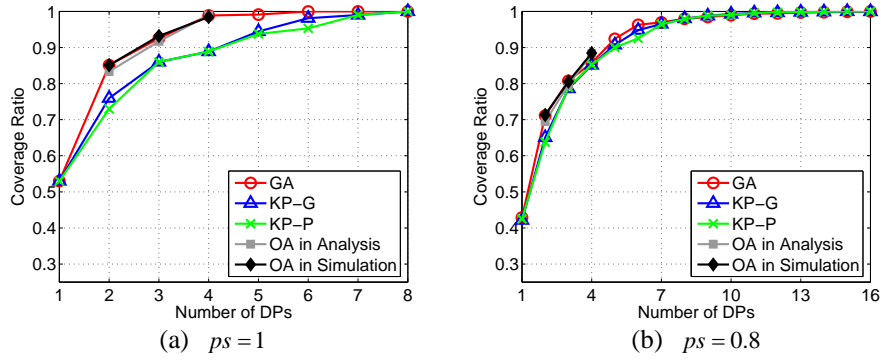 1
0.9
0.8
0.7
0.6
0.5
0.4
0.3
Coverage Ratio
GA
KP−G
KP−P
OA in Analysis
OA in Simulation
1 2 3 4 5 6 7 8
Number of DPs
(a) ps = 1
1
0.9
0.8
0.7
0.6
0.5
0.4
0.3
Coverage Ratio
GA
KP−G
KP−P
OA in Analysis
OA in Simulation
1 4 7 10 13 16
Number of DPs
(b) ps = 0.8